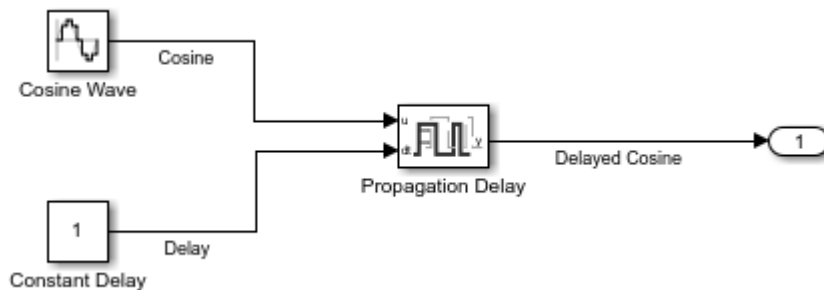 Cosine
Cosine Wave
u
dt
y
Propagation Delay
Delayed Cosine
1
1
Delay
Constant Delay